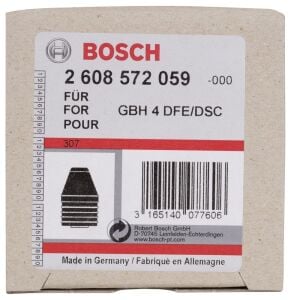 BOSCH
2 608 572 059 -000
FÜR
FOR GBH 4 DFE/DSC
POUR
307
3 165140 077606
Robert Bosch GmbH
D-70745 Leinfelden-Echterdingen
www.bosch-pt.com
Made in Germany / Fabriqué en Allemagne